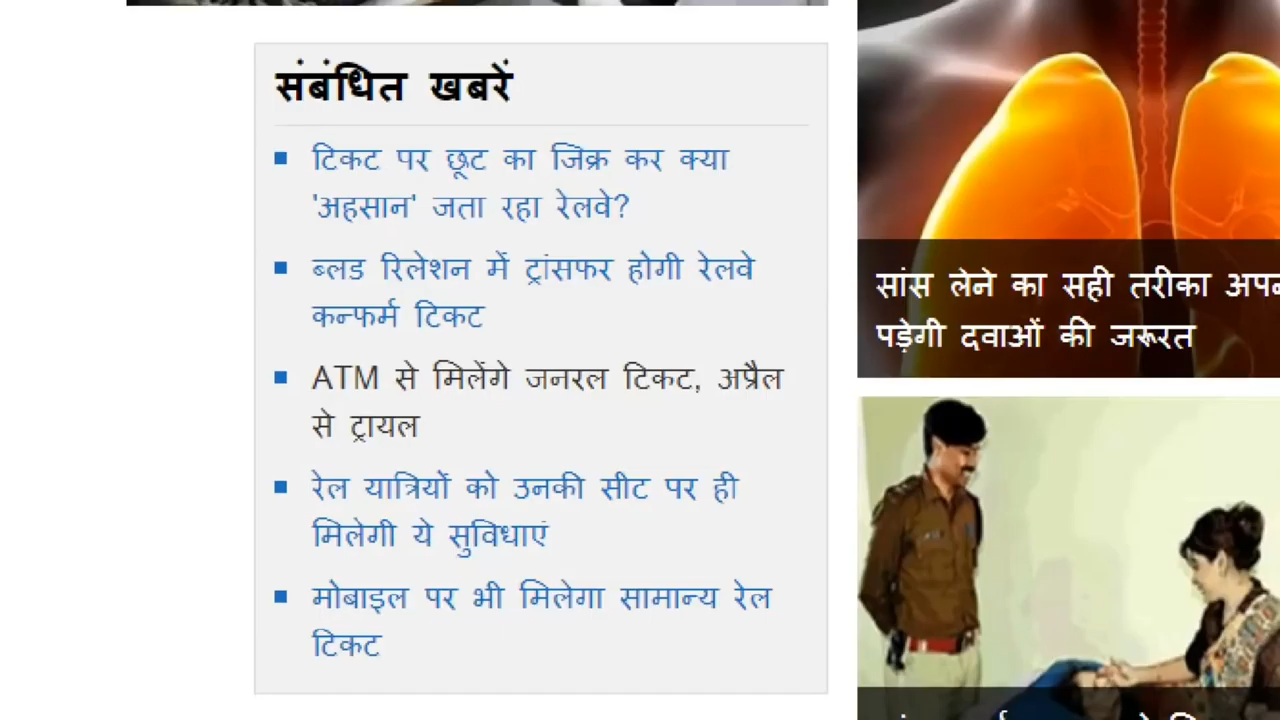 संबंधित खबरें
टिकट पर छूट का जिक्र कर क्या
'अहसान' जता रहा रेलवे?
ब्लड रिलेशन में ट्रांसफर होगी रेलवे
कन्फर्म टिकट
ATM से मिलेंगे जनरल टिकट, अप्रैल
से ट्रायल
रेल यात्रियों को उनकी सीट पर ही
मिलेगी ये सुविधाएं
मोबाइल पर भी मिलेगा सामान्य रेल
टिकट
सांस लेने का सही तरीका
पड़ेगी दवाओं की जरूरत